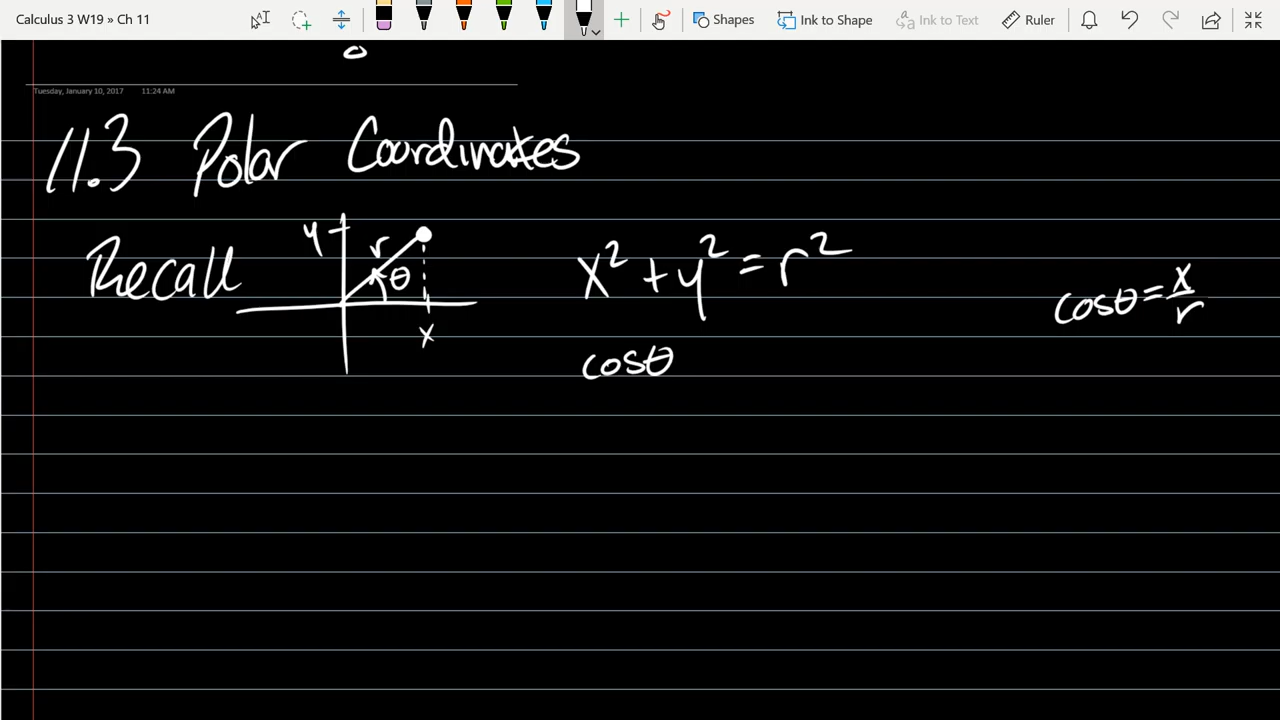 Calculus 3 W19 » Ch 11
Shapes
Ink to Shape
Ink to Text
Ruler
Tuesday, January 10, 2017 11:24 AM
11.3 Polar Coordinates
Recall
y
r
θ
x
x² + y² = r²
cosθ = x/r
cosθ